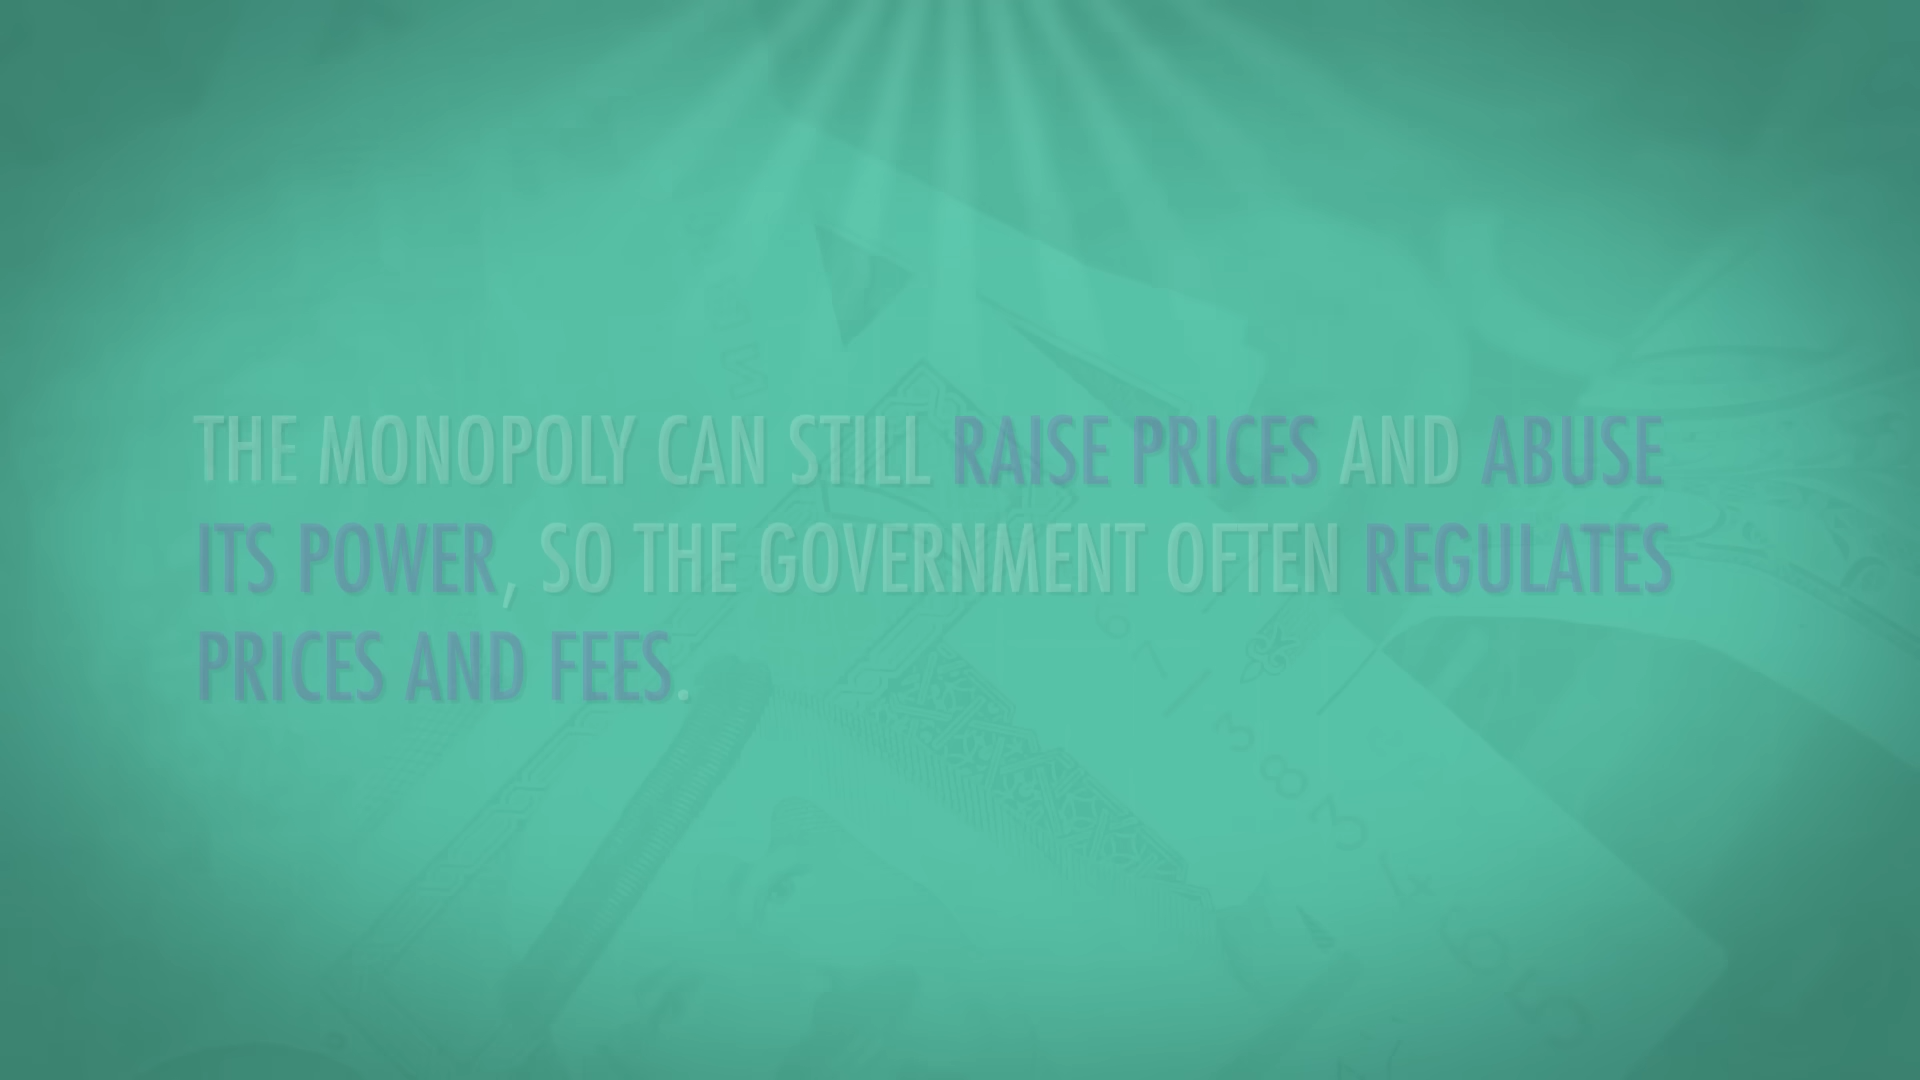 THE MONOPOLY CAN STILL RAISE PRICES AND ABUSE
ITS POWER, SO THE GOVERNMENT OFTEN REGULATES
PRICES AND FEES.